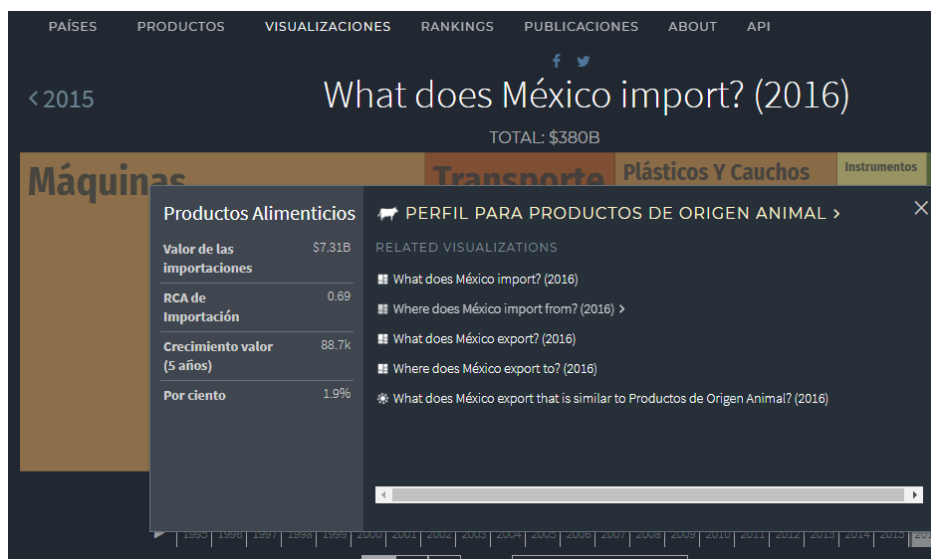 PAÍSES PRODUCTOS VISUALIZACIONES RANKINGS PUBLICACIONES ABOUT API
< 2015
What does México import? (2016)
TOTAL: $380B
Máquinas
Transporte
Plásticos Y Cauchos
Instrumentos
Productos Alimenticios
Valor de las importaciones $7.31B
RCA de Importación 0.69
Crecimiento valor (5 años) 88.7k
Por ciento 1.9%
PERFIL PARA PRODUCTOS DE ORIGEN ANIMAL >
RELATED VISUALIZATIONS
What does México import? (2016)
Where does México import from? (2016) >
What does México export? (2016)
Where does México export to? (2016)
What does México export that is similar to Productos de Origen Animal? (2016)
1995 1996 1997 1998 1999 2000 2001 2002 2003 2004 2005 2006 2007 2008 2009 2010 2011 2012 2013 2014 2015